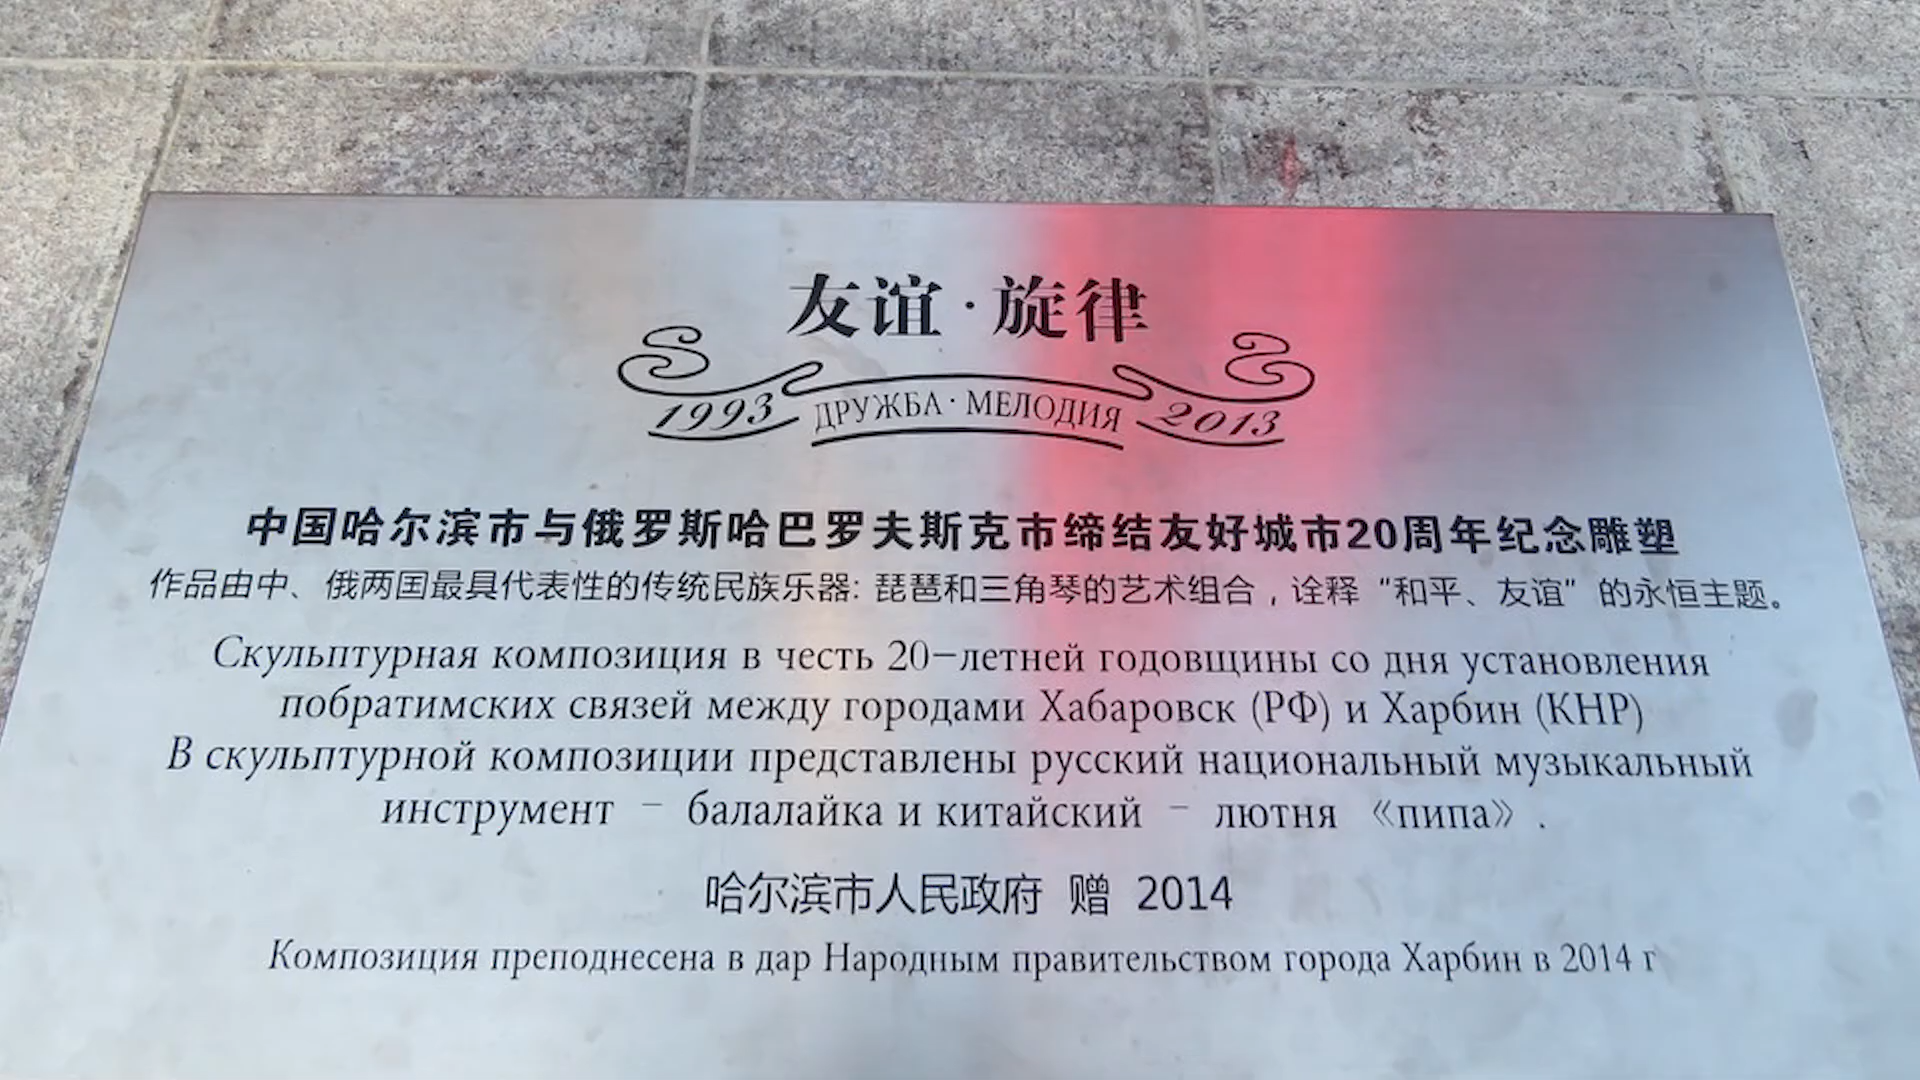 友谊·旋律
1993 ДРУЖБА·МЕЛОДИЯ 2013
中国哈尔滨市与俄罗斯哈巴罗夫斯克市缔结友好城市20周年纪念雕塑
作品由中、俄两国最具代表性的传统民族乐器: 琵琶和三角琴的艺术组合，诠释“和平、友谊”的永恒主题。
Скульптурная композиция в честь 20-летней годовщины со дня установления
побратимских связей между городами Хабаровск (РФ) и Харбин (КНР)
В скульптурной композиции представлены русский национальный музыкальный
инструмент - балалайка и китайский - лютня 《пипа》 .
哈尔滨市人民政府 赠 2014
Композиция преподнесена в дар Народным правительством города Харбин в 2014 г